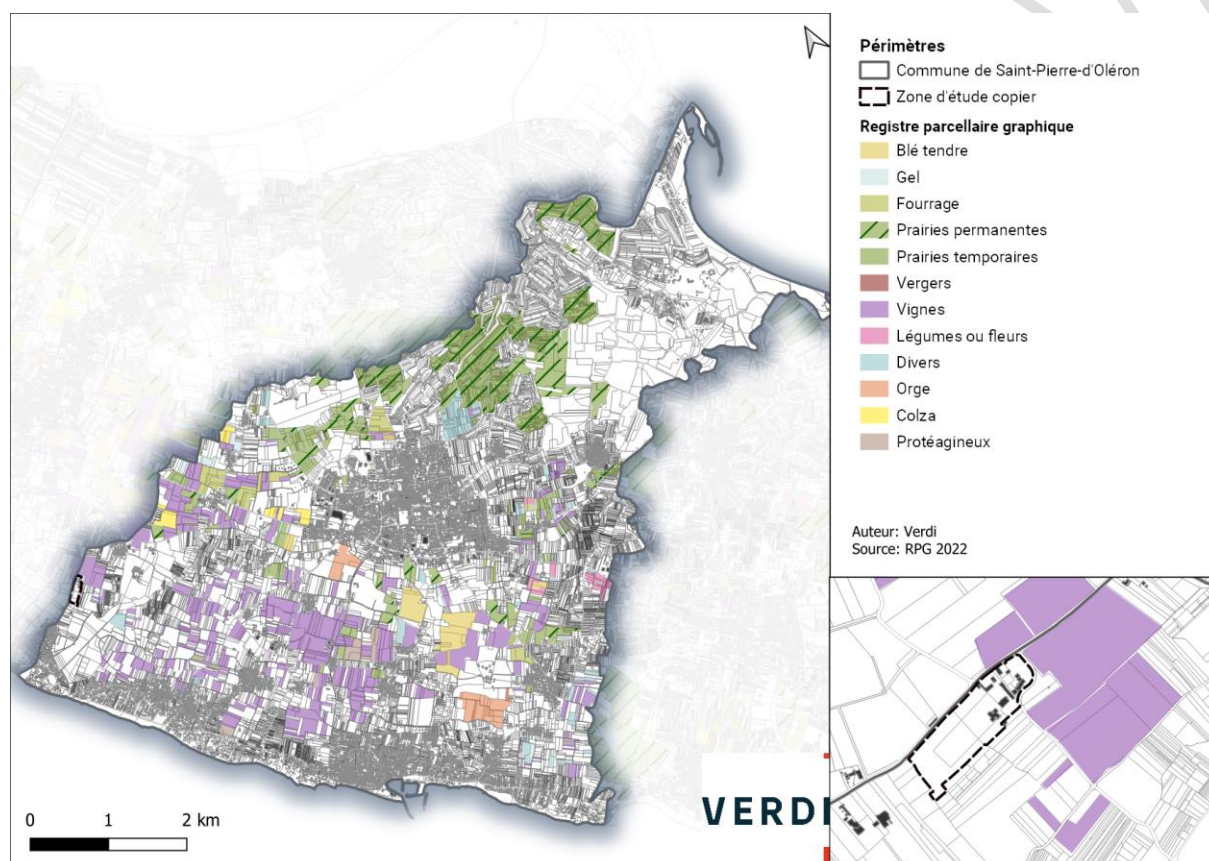 Périmètres
Commune de Saint-Pierre-d'Oléron
Zone d'étude copier
Registre parcellaire graphique
Blé tendre
Gel
Fourrage
Prairies permanentes
Prairies temporaires
Vergers
Vignes
Légumes ou fleurs
Divers
Orge
Colza
Protéagineux
Auteur: Verdi
Source: RPG 2022
0 1 2 km
VERDI